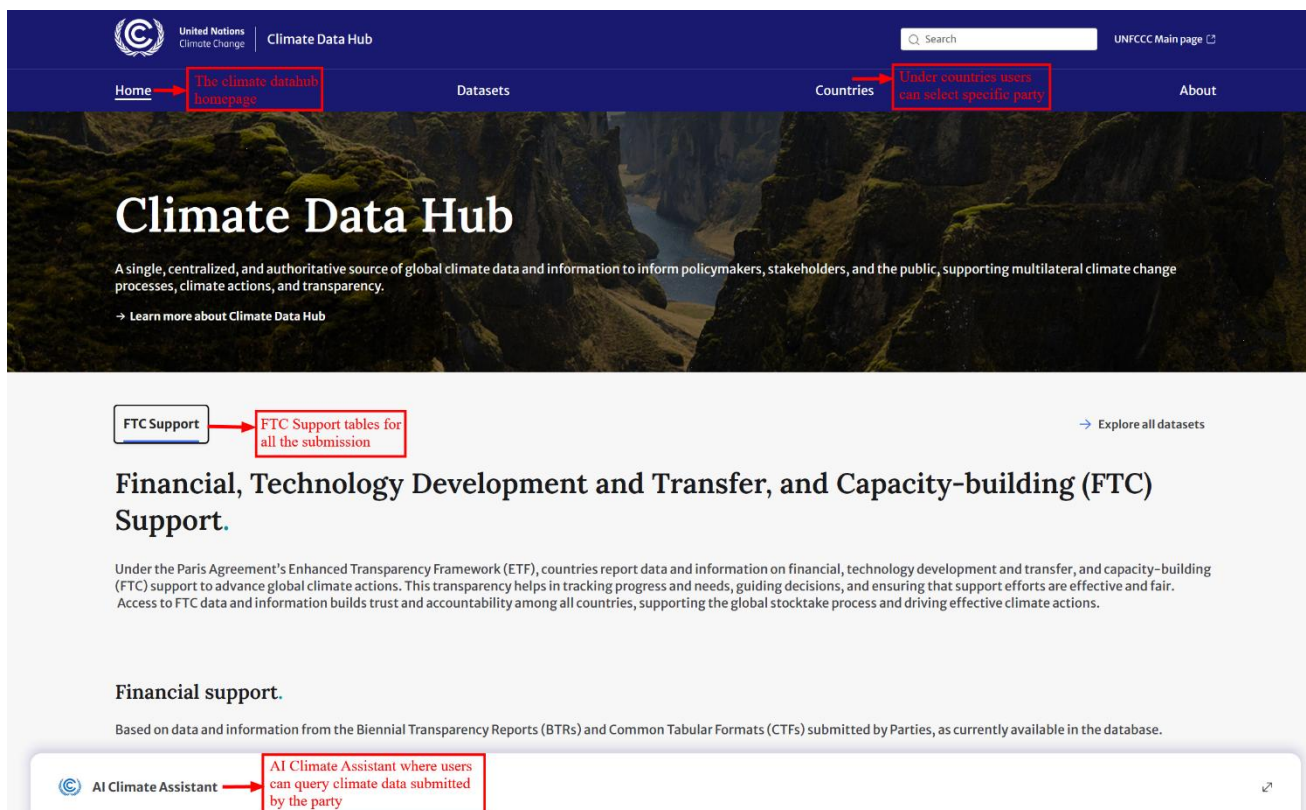 United Nations
Climate Change
Climate Data Hub
Search
UNFCCC Main page
Home
The climate datahub
homepage
Datasets
Countries
Under countries users
can select specific party
About
Climate Data Hub
A single, centralized, and authoritative source of global climate data and information to inform policymakers, stakeholders, and the public, supporting multilateral climate change
processes, climate actions, and transparency.
→ Learn more about Climate Data Hub
FTC Support
FTC Support tables for
all the submission
→ Explore all datasets
Financial, Technology Development and Transfer, and Capacity-building (FTC)
Support.
Under the Paris Agreement's Enhanced Transparency Framework (ETF), countries report data and information on financial, technology development and transfer, and capacity-building
(FTC) support to advance global climate actions. This transparency helps in tracking progress and needs, guiding decisions, and ensuring that support efforts are effective and fair.
Access to FTC data and information builds trust and accountability among all countries, supporting the global stocktake process and driving effective climate actions.
Financial support.
Based on data and information from the Biennial Transparency Reports (BTRs) and Common Tabular Formats (CTFs) submitted by Parties, as currently available in the database.
AI Climate Assistant
AI Climate Assistant where users
can query climate data submitted
by the party